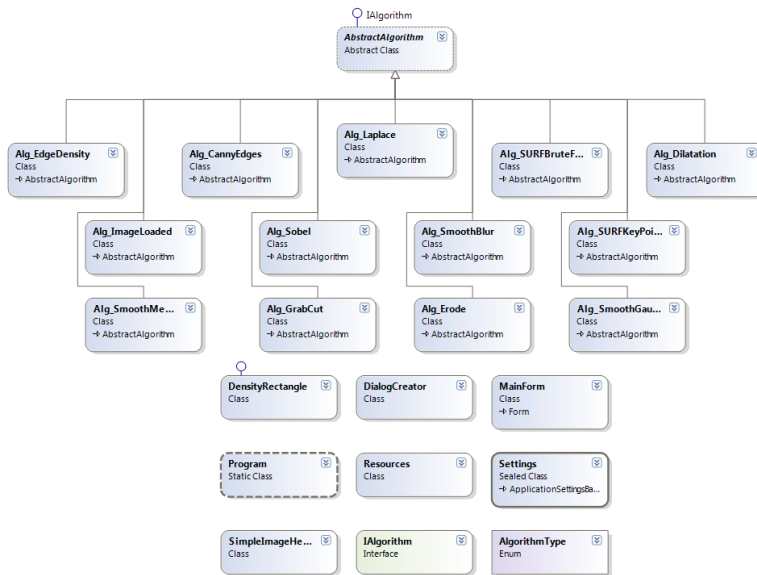 IAlgorithm
AbstractAlgorithm
Abstract Class
Alg_EdgeDensity
Class
AbstractAlgorithm
Alg_CannyEdges
Class
AbstractAlgorithm
Alg_Laplace
Class
AbstractAlgorithm
Alg_SURFBruteF...
Class
AbstractAlgorithm
Alg_Dilatation
Class
AbstractAlgorithm
Alg_ImageLoaded
Class
AbstractAlgorithm
Alg_Sobel
Class
AbstractAlgorithm
Alg_SmoothBlur
Class
AbstractAlgorithm
Alg_SURFKeyPoi...
Class
AbstractAlgorithm
Alg_SmoothMe...
Class
AbstractAlgorithm
Alg_GrabCut
Class
AbstractAlgorithm
Alg_Erode
Class
AbstractAlgorithm
Alg_SmoothGau...
Class
AbstractAlgorithm
DensityRectangle
Class
DialogCreator
Class
MainForm
Class
Form
Program
Static Class
Resources
Class
Settings
Sealed Class
ApplicationSettingsBa...
SimpleImageHe...
Class
IAlgorithm
Interface
AlgorithmType
Enum